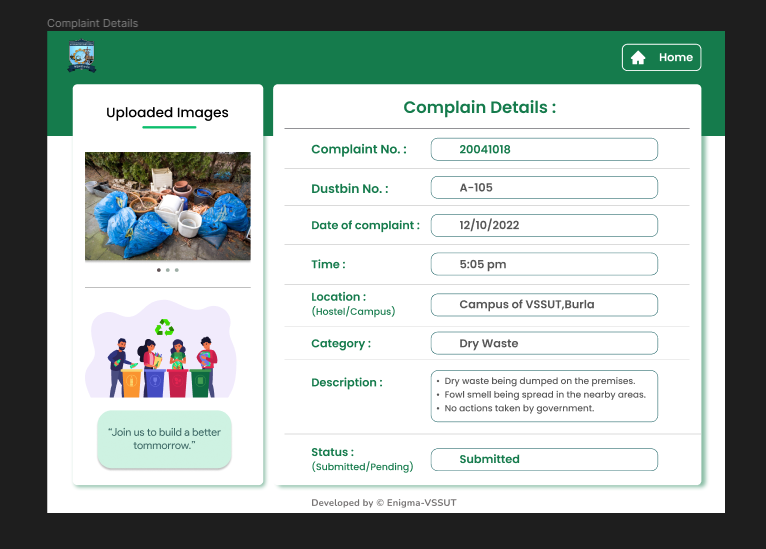 Complaint Details
Home
Uploaded Images
“Join us to build a better
tommorrow.”
Complain Details :
Complaint No. :
20041018
Dustbin No. :
A-105
Date of complaint :
12/10/2022
Time :
5:05 pm
Location :
(Hostel/Campus)
Campus of VSSUT,Burla
Category :
Dry Waste
Description :
• Dry waste being dumped on the premises.
• Fowl smell being spread in the nearby areas.
• No actions taken by government.
Status :
(Submitted/Pending)
Submitted
Developed by © Enigma-VSSUT